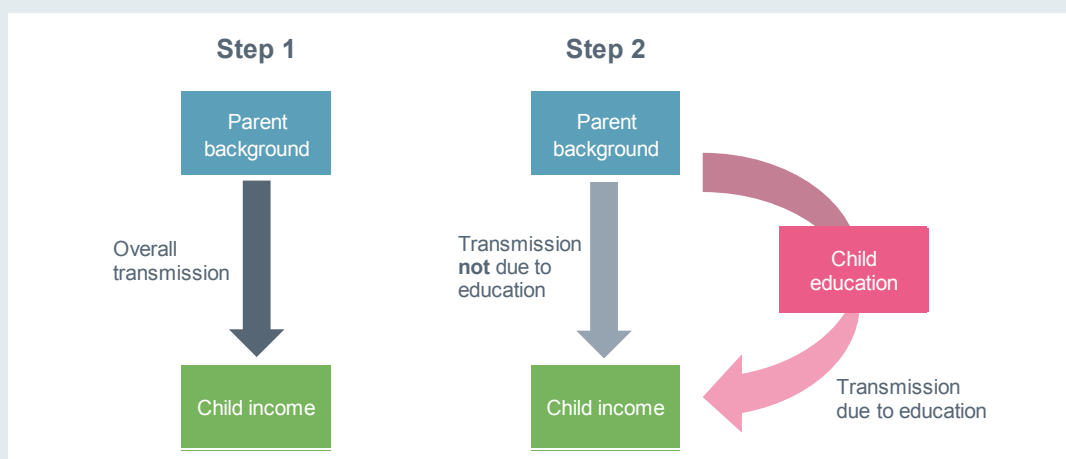 Step 1
Step 2
Parent
background
Parent
background
Overall
transmission
Transmission
not due to
education
Child
education
Child income
Child income
Transmission
due to education